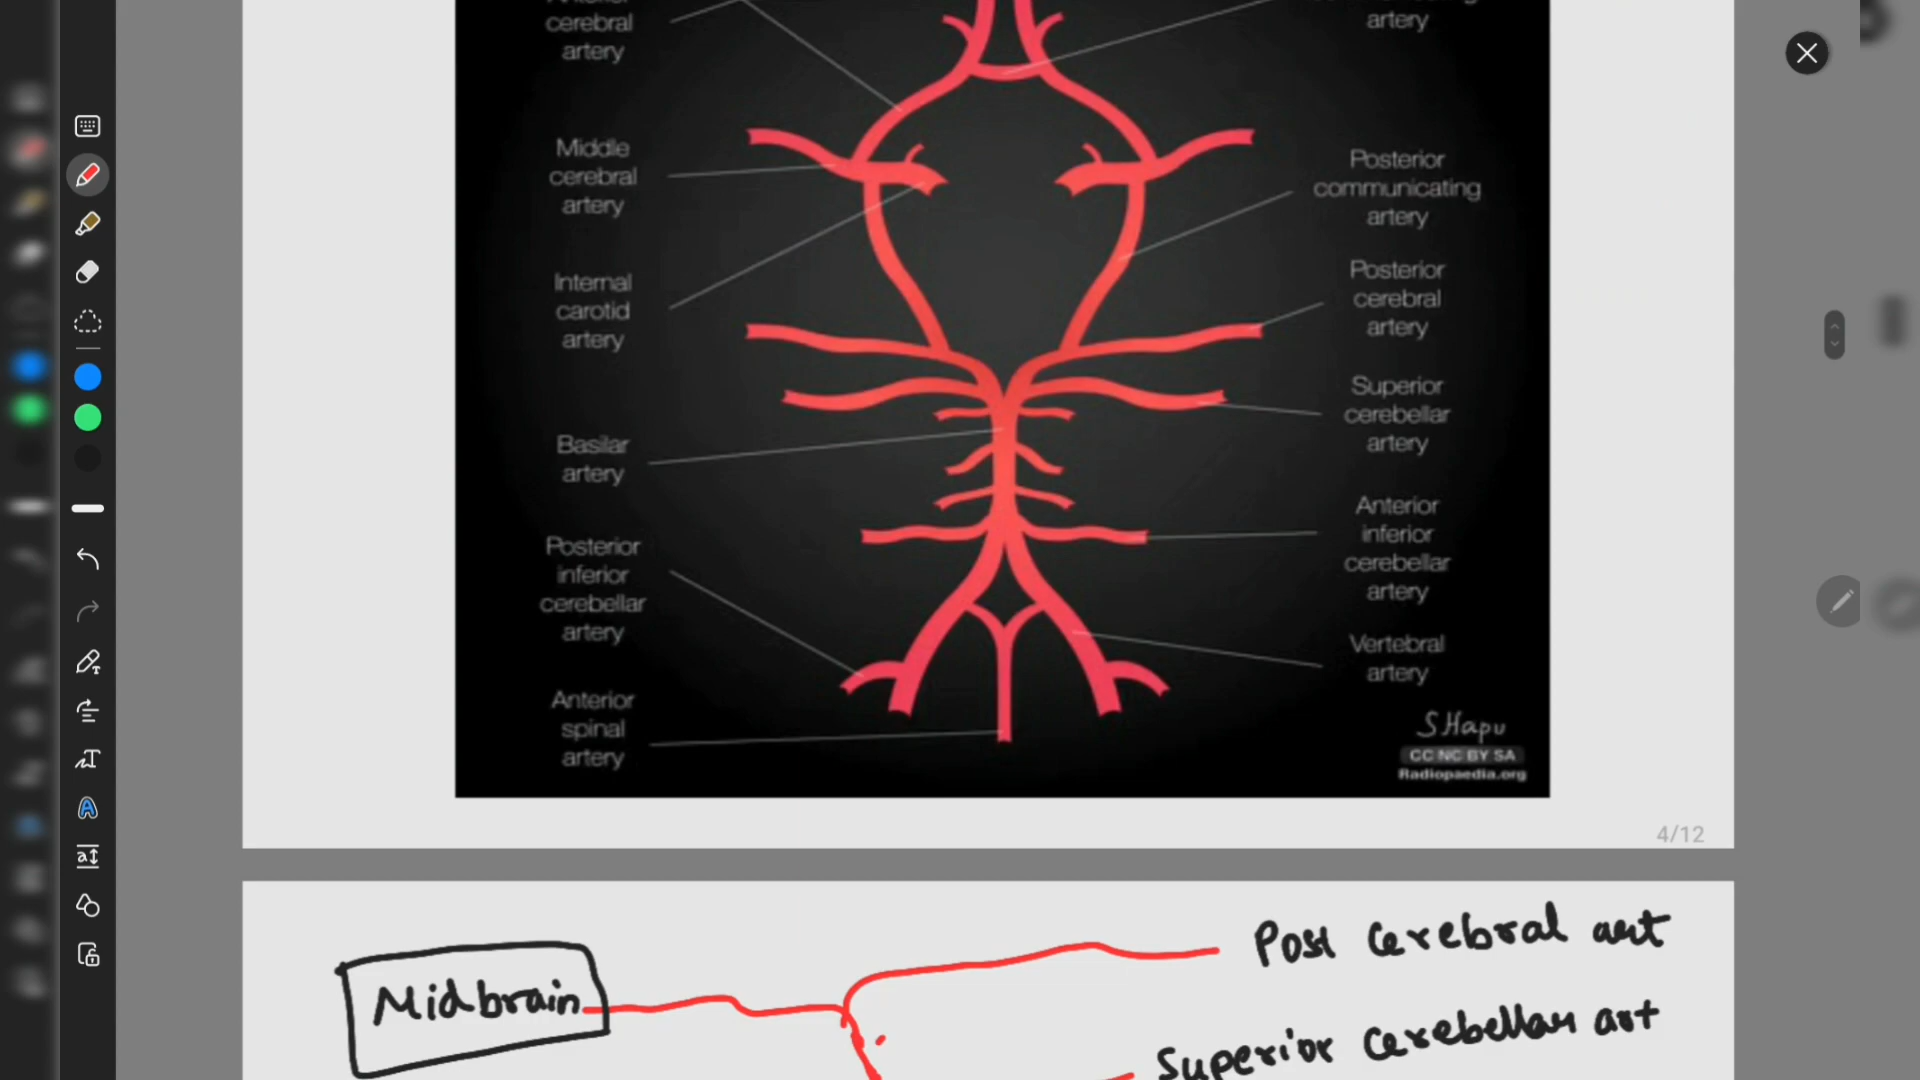 cerebral
artery
artery
Middle
cerebral
artery
Posterior
communicating
artery
Internal
carotid
artery
Posterior
cerebral
artery
Superior
cerebellar
artery
Basilar
artery
Anterior
inferior
cerebellar
artery
Posterior
inferior
cerebellar
artery
Vertebral
artery
Anterior
spinal
artery
SHapu
CC NC BY SA
Radiopaedia.org
4/12
Post cerebral art
Midbrain
Superior cerebellar art